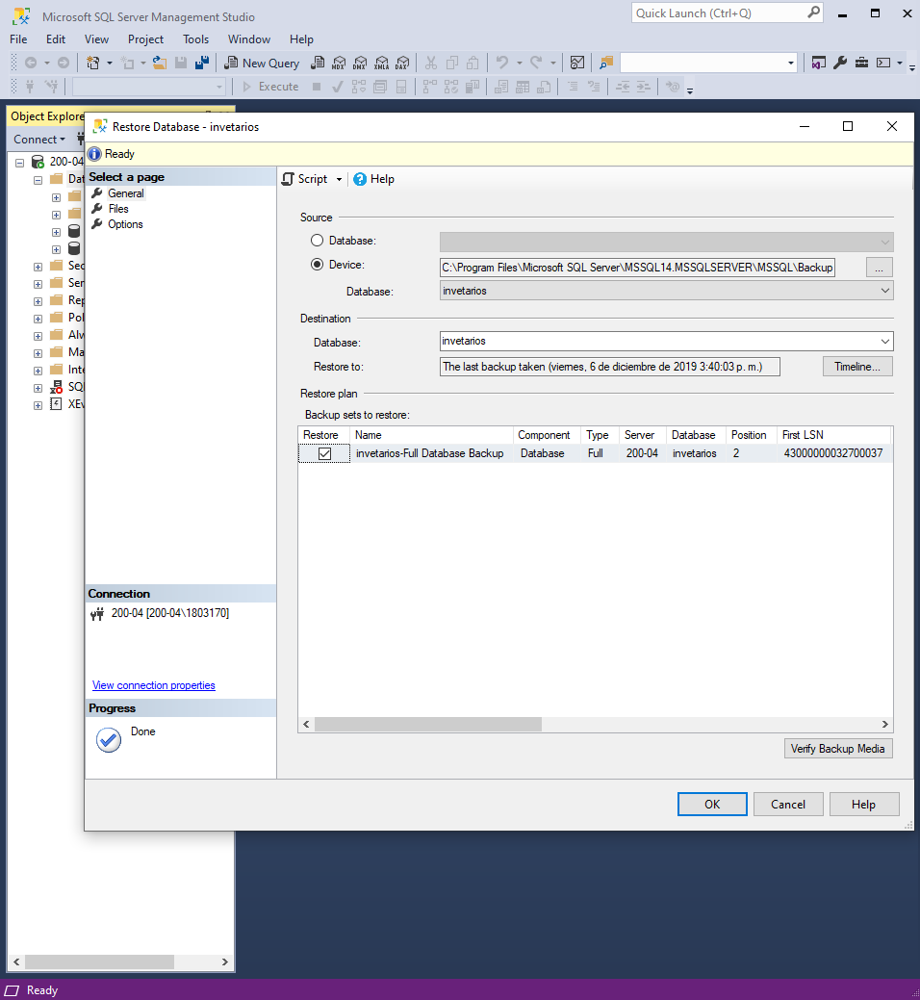 Microsoft SQL Server Management Studio
Quick Launch (Ctrl+Q)
File Edit View Project Tools Window Help
New Query MDX DMX XMLA DAX
Execute
Object Explore
Connect
200-04
Dat
Sec
Ser
Rep
Pol
Alw
Ma
Inte
SQ
XEv
Restore Database - invetarios
Ready
Select a page
General
Files
Options
Script Help
Source
Database:
Device: C:\Program Files\Microsoft SQL Server\MSSQL14.MSSQLSERVER\MSSQL\Backup ...
Database: invetarios
Destination
Database: invetarios
Restore to: The last backup taken (viernes, 6 de diciembre de 2019 3:40:03 p. m.) Timeline...
Restore plan
Backup sets to restore:
Restore Name Component Type Server Database Position First LSN
invetarios-Full Database Backup Database Full 200-04 invetarios 2 43000000032700037
Connection
200-04 [200-04\1803170]
View connection properties
Progress
Done
Verify Backup Media
OK Cancel Help
Ready